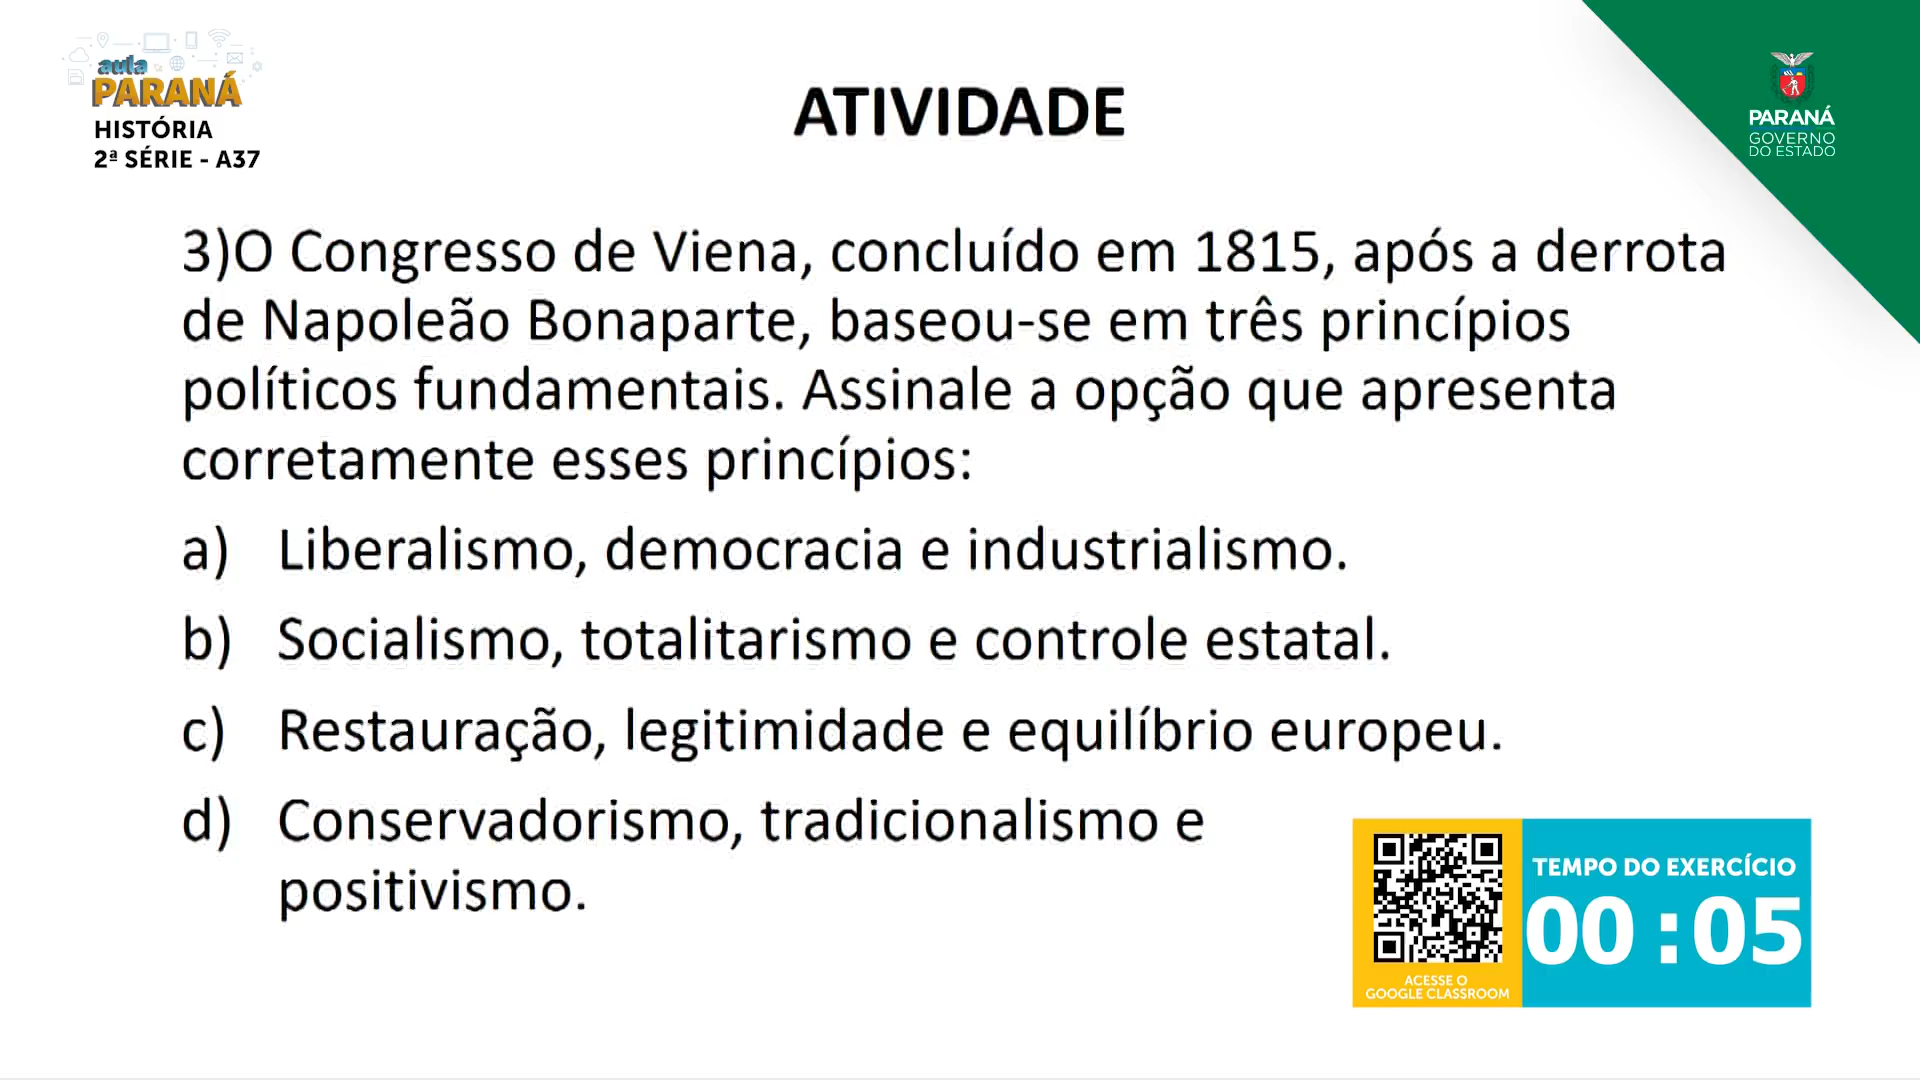 aula
PARANÁ
HISTÓRIA
2ª SÉRIE - A37
ATIVIDADE
PARANÁ
GOVERNO
DO ESTADO
3)O Congresso de Viena, concluído em 1815, após a derrota
de Napoleão Bonaparte, baseou-se em três princípios
políticos fundamentais. Assinale a opção que apresenta
corretamente esses princípios:
a) Liberalismo, democracia e industrialismo.
b) Socialismo, totalitarismo e controle estatal.
c) Restauração, legitimidade e equilíbrio europeu.
d) Conservadorismo, tradicionalismo e
positivismo.
ACESSE O
GOOGLE CLASSROOM
TEMPO DO EXERCÍCIO
00:05